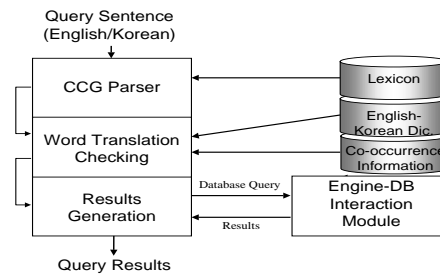 Query Sentence
(English/Korean)
CCG Parser
Word Translation
Checking
Results
Generation
Query Results
Lexicon
English-
Korean Dic.
Co-occurrence
Information
Database Query
Results
Engine-DB
Interaction
Module